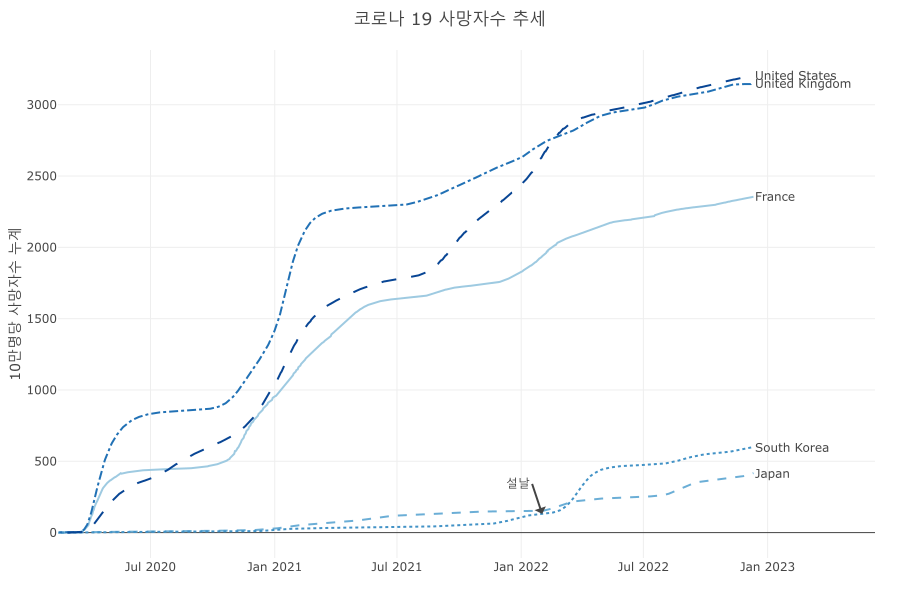 코로나 19 사망자수 추세
10만명당 사망자수 누계
3000
2500
2000
1500
1000
500
0
United States
United Kingdom
France
South Korea
Japan
설날
Jul 2020
Jan 2021
Jul 2021
Jan 2022
Jul 2022
Jan 2023